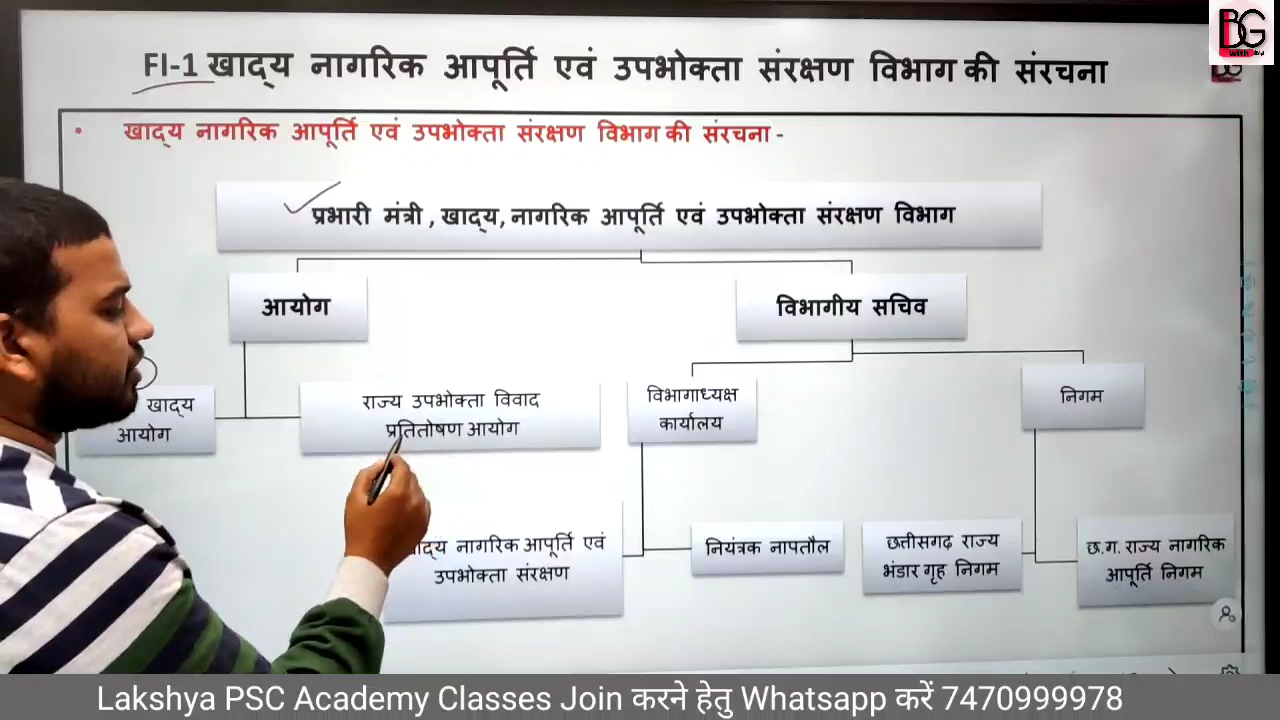 FI-1 खाद्य नागरिक आपूर्ति एवं उपभोक्ता संरक्षण विभाग की संरचना
BG
with
• खाद्य नागरिक आपूर्ति एवं उपभोक्ता संरक्षण विभाग की संरचना -
प्रभारी मंत्री , खाद्य, नागरिक आपूर्ति एवं उपभोक्ता संरक्षण विभाग
आयोग
विभागीय सचिव
खाद्य
आयोग
राज्य उपभोक्ता विवाद
प्रतितोषण आयोग
विभागाध्यक्ष
कार्यालय
निगम
नागरिक आपूर्ति एवं
उपभोक्ता संरक्षण
नियंत्रक नापतौल
छत्तीसगढ़ राज्य
भंडार गृह निगम
छ.ग. राज्य नागरिक
आपूर्ति निगम
Lakshya PSC Academy Classes Join करने हेतु Whatsapp करें 7470999978